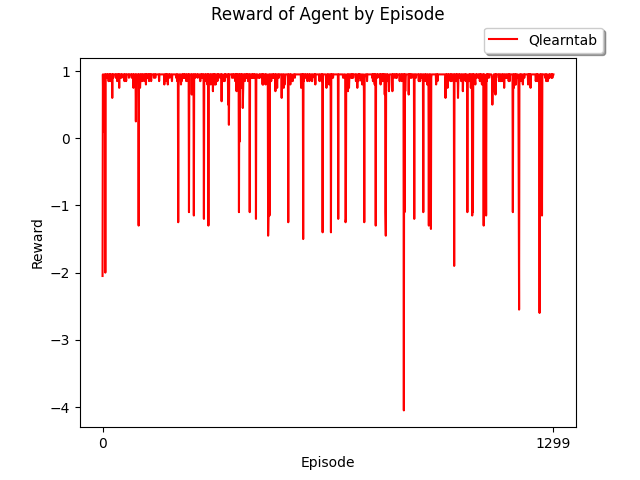 Reward of Agent by Episode
Qlearntab
1
0
−1
−2
−3
−4
Reward
0
1299
Episode